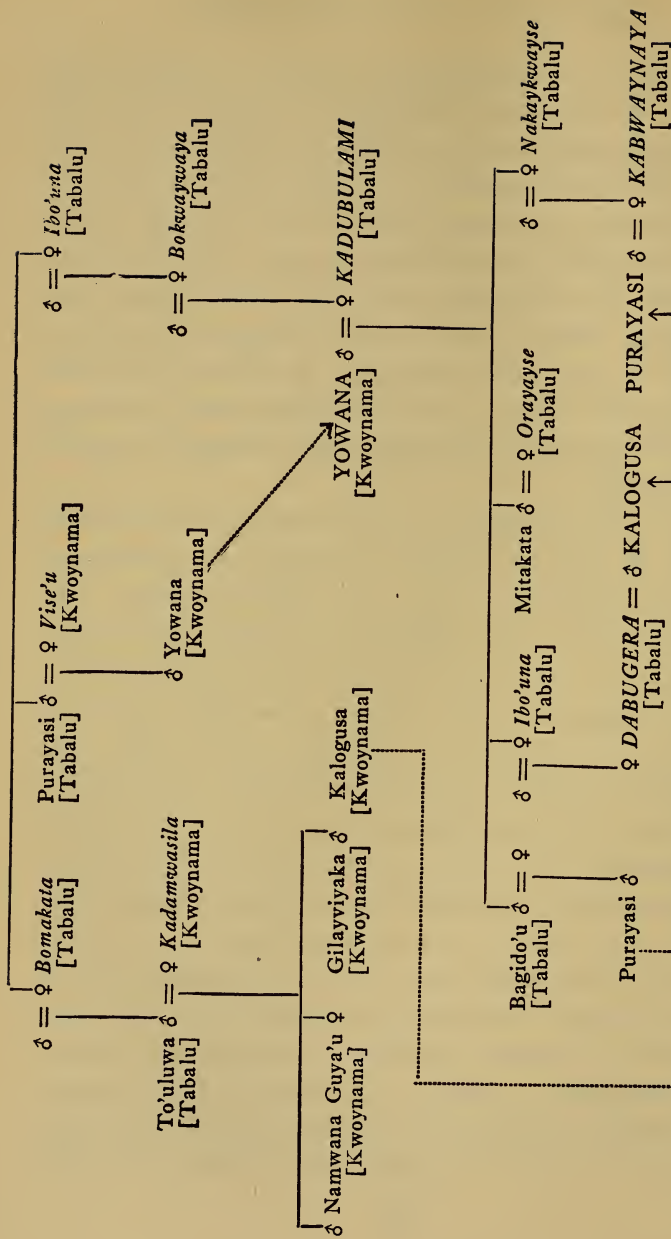 ♂ = ♀ Bomakata Purayasi ♂ = ♀ Vise'u ♂ = ♀ Ibo'una
[Tabalu] [Tabalu] [Kwoynama] [Tabalu]
To'uluwa ♂ = ♀ Kadamwasila ♂ Yowana ♂ = ♀ Bokwaywaya
[Tabalu] [Kwoynama] [Kwoynama] [Tabalu]
♂ Namwana Guya'u ♀ Gilayviyaka ♂ Kalogusa YOWANA ♂ = ♀ KADUBULAMI
[Kwoynama] [Kwoynama] [Kwoynama] [Kwoynama] [Tabalu]
Bagido'u ♂ = ♀ ♂ = ♀ Ibo'una Mitakata ♂ = ♀ Orayayse ♂ = ♀ Nakaykwayse
[Tabalu] [Tabalu] [Tabalu] [Tabalu]
Purayasi ♂ ♀ DABUGERA = ♂ KALOGUSA PURAYASI ♂ = ♀ KABWAYNAYA
[Tabalu] [Tabalu]